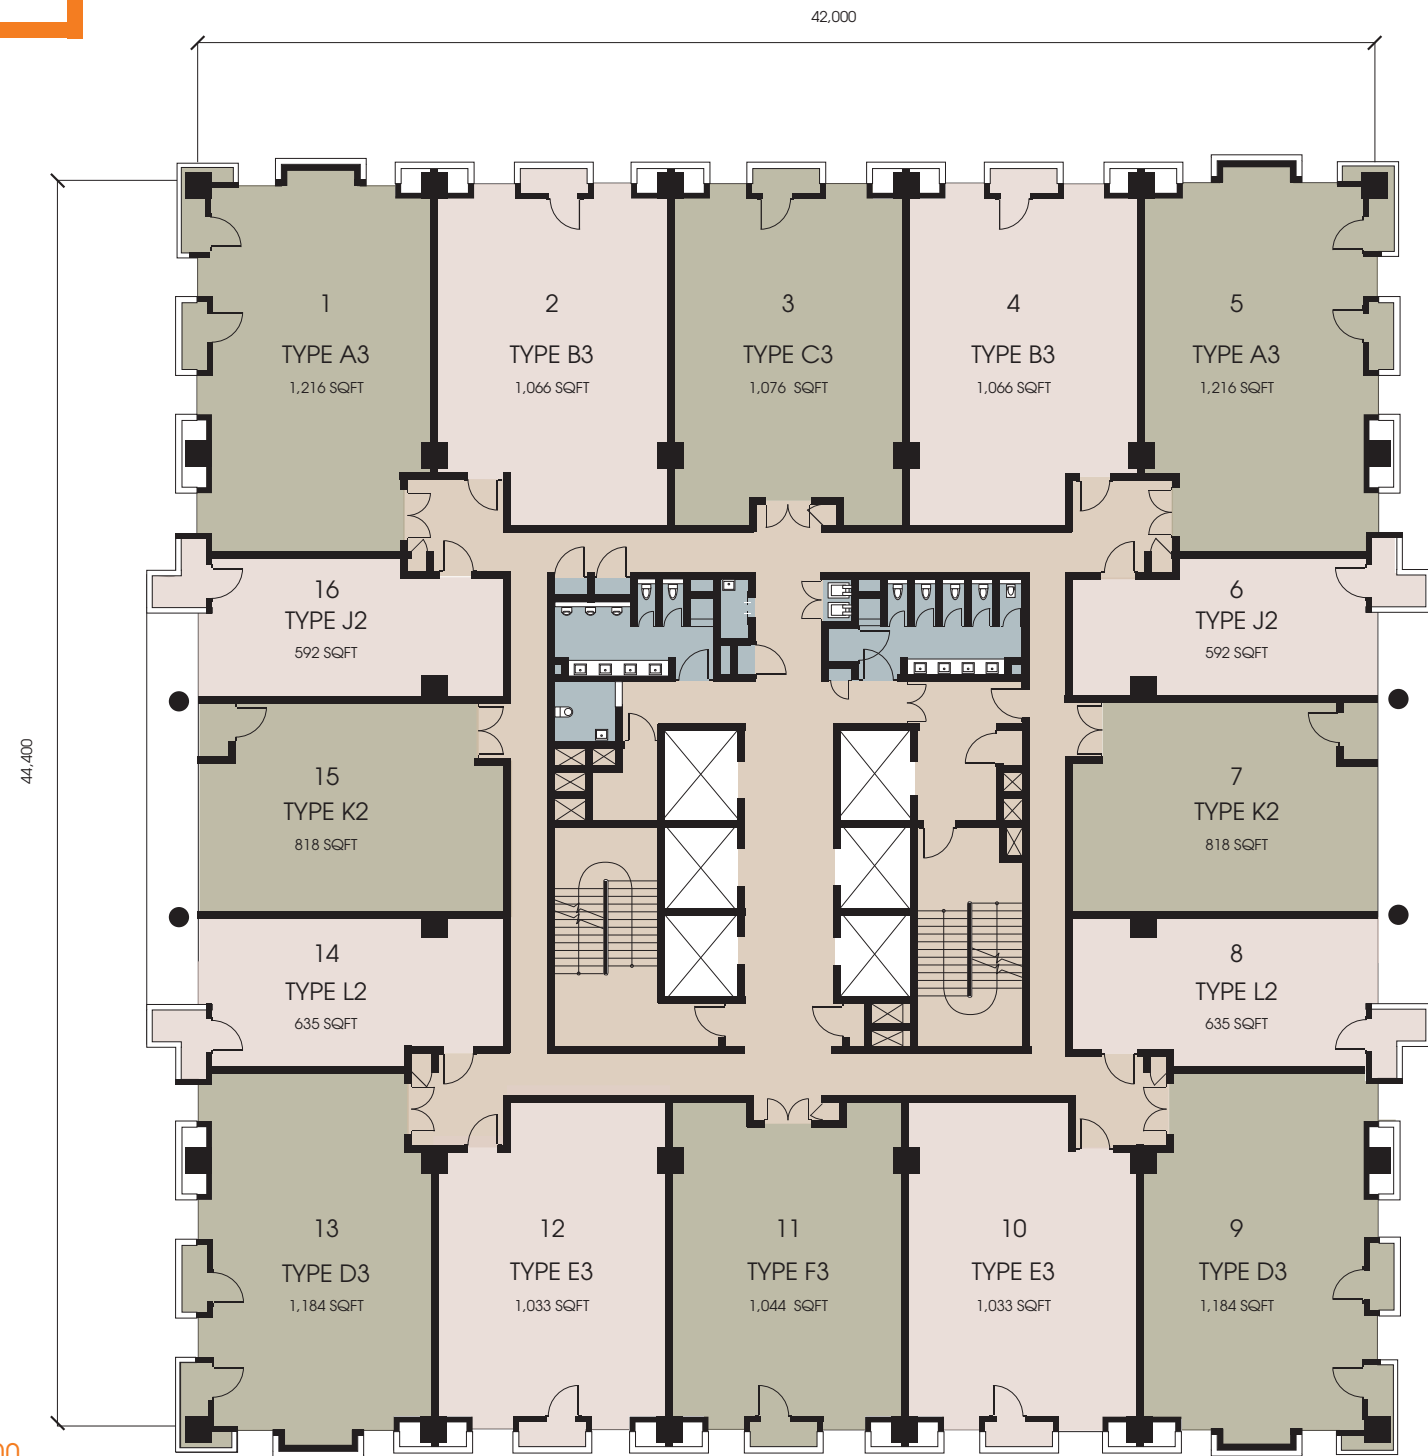 42,000
44,400
1
TYPE A3
1,216 SQFT
2
TYPE B3
1,066 SQFT
3
TYPE C3
1,076 SQFT
4
TYPE B3
1,066 SQFT
5
TYPE A3
1,216 SQFT
16
TYPE J2
592 SQFT
6
TYPE J2
592 SQFT
15
TYPE K2
818 SQFT
7
TYPE K2
818 SQFT
14
TYPE L2
635 SQFT
8
TYPE L2
635 SQFT
13
TYPE D3
1,184 SQFT
12
TYPE E3
1,033 SQFT
11
TYPE F3
1,044 SQFT
10
TYPE E3
1,033 SQFT
9
TYPE D3
1,184 SQFT